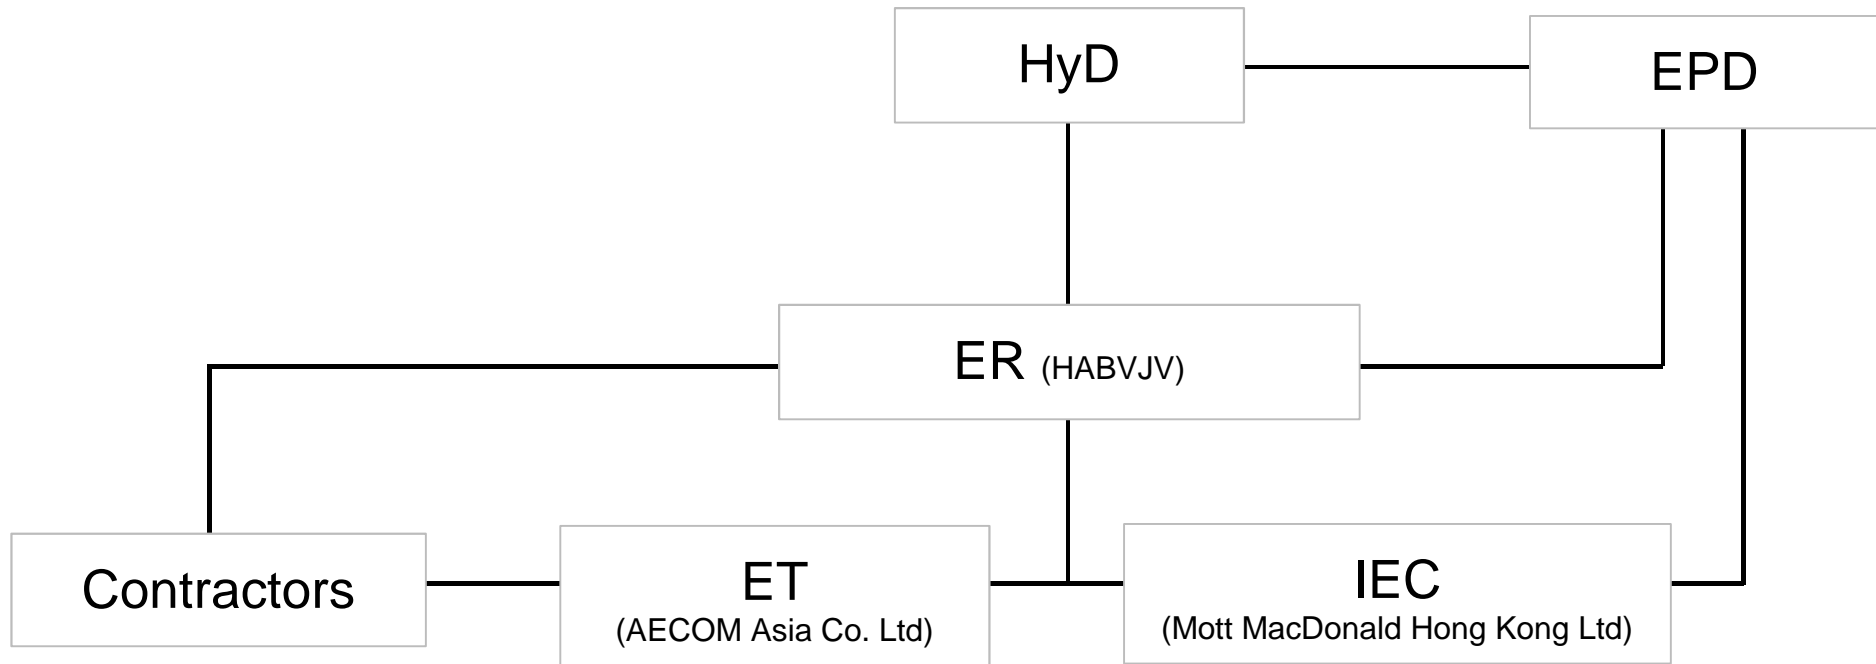 HyD
EPD
ER (HABVJV)
Contractors
ET
(AECOM Asia Co. Ltd)
IEC
(Mott MacDonald Hong Kong Ltd)